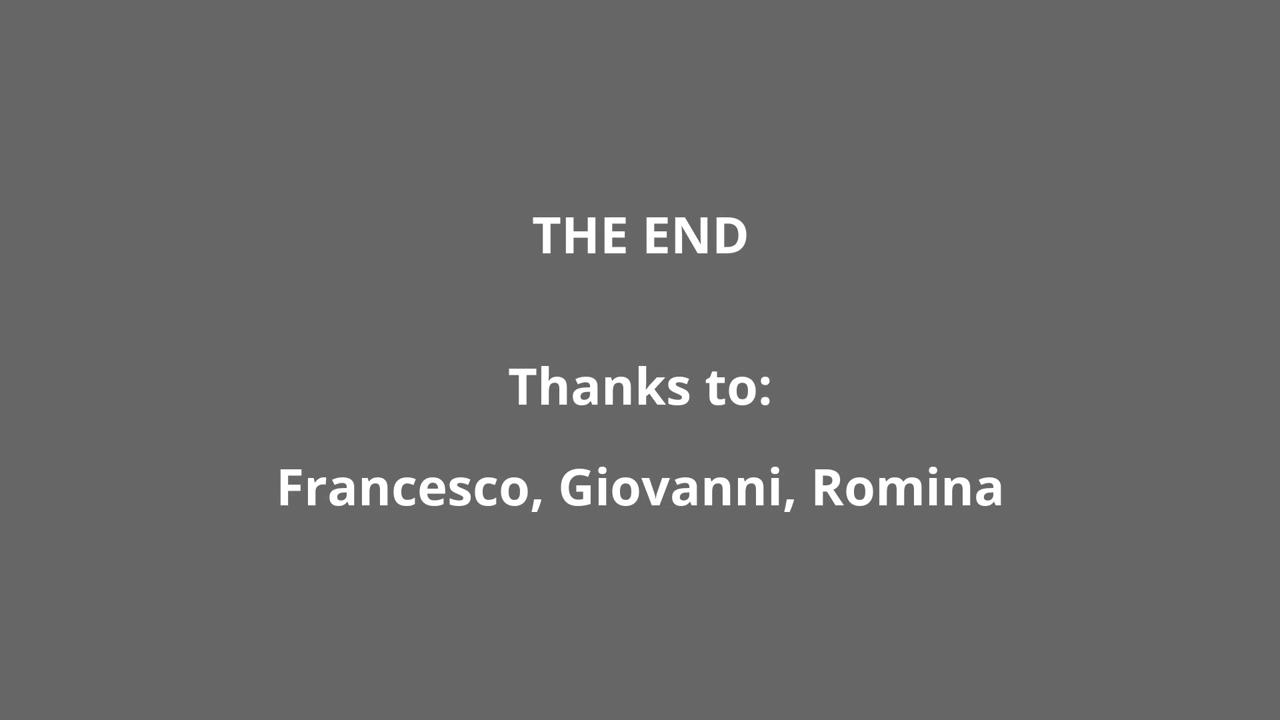 THE END
Thanks to:
Francesco, Giovanni, Romina